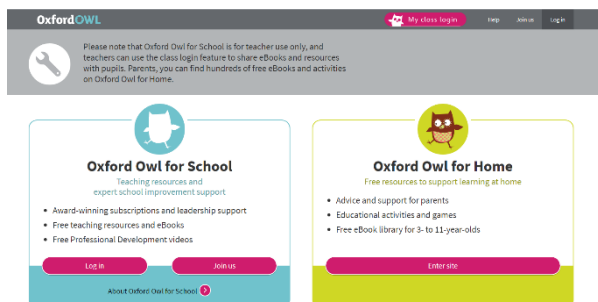 OxfordOWL
My class login
Help
Join us
Log in
Please note that Oxford Owl for School is for teacher use only, and
teachers can use the class login feature to share eBooks and resources
with pupils. Parents, you can find hundreds of free eBooks and activities
on Oxford Owl for Home.
Oxford Owl for School
Teaching resources and
expert school improvement support
• Award-winning subscriptions and leadership support
• Free teaching resources and eBooks
• Free Professional Development videos
Log in
Join us
About Oxford Owl for School
Oxford Owl for Home
Free resources to support learning at home
• Advice and support for parents
• Educational activities and games
• Free eBook library for 3- to 11-year-olds
Enter site